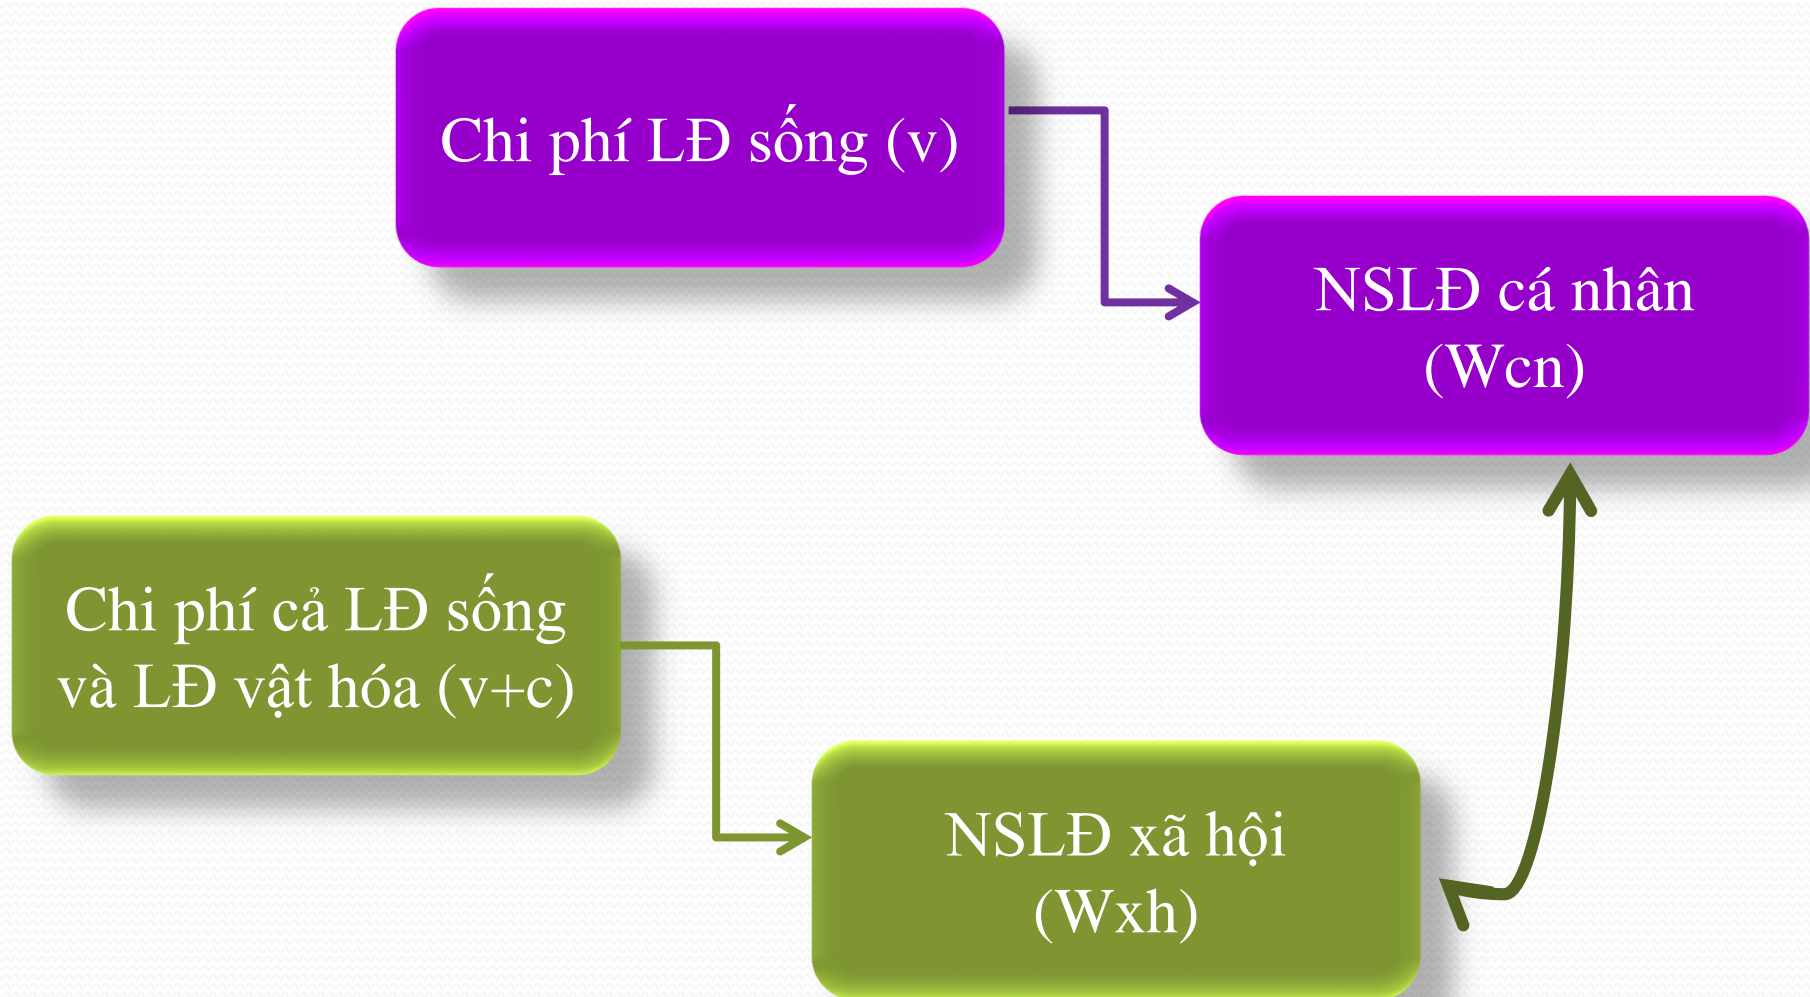 Chi phí LĐ sống (v)
NSLĐ cá nhân
(Wcn)
Chi phí cả LĐ sống
và LĐ vật hóa (v+c)
NSLĐ xã hội
(Wxh)